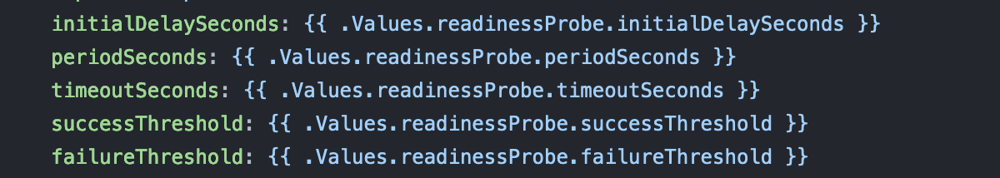 initialDelaySeconds: {{ .Values.readinessProbe.initialDelaySeconds }}
periodSeconds: {{ .Values.readinessProbe.periodSeconds }}
timeoutSeconds: {{ .Values.readinessProbe.timeoutSeconds }}
successThreshold: {{ .Values.readinessProbe.successThreshold }}
failureThreshold: {{ .Values.readinessProbe.failureThreshold }}